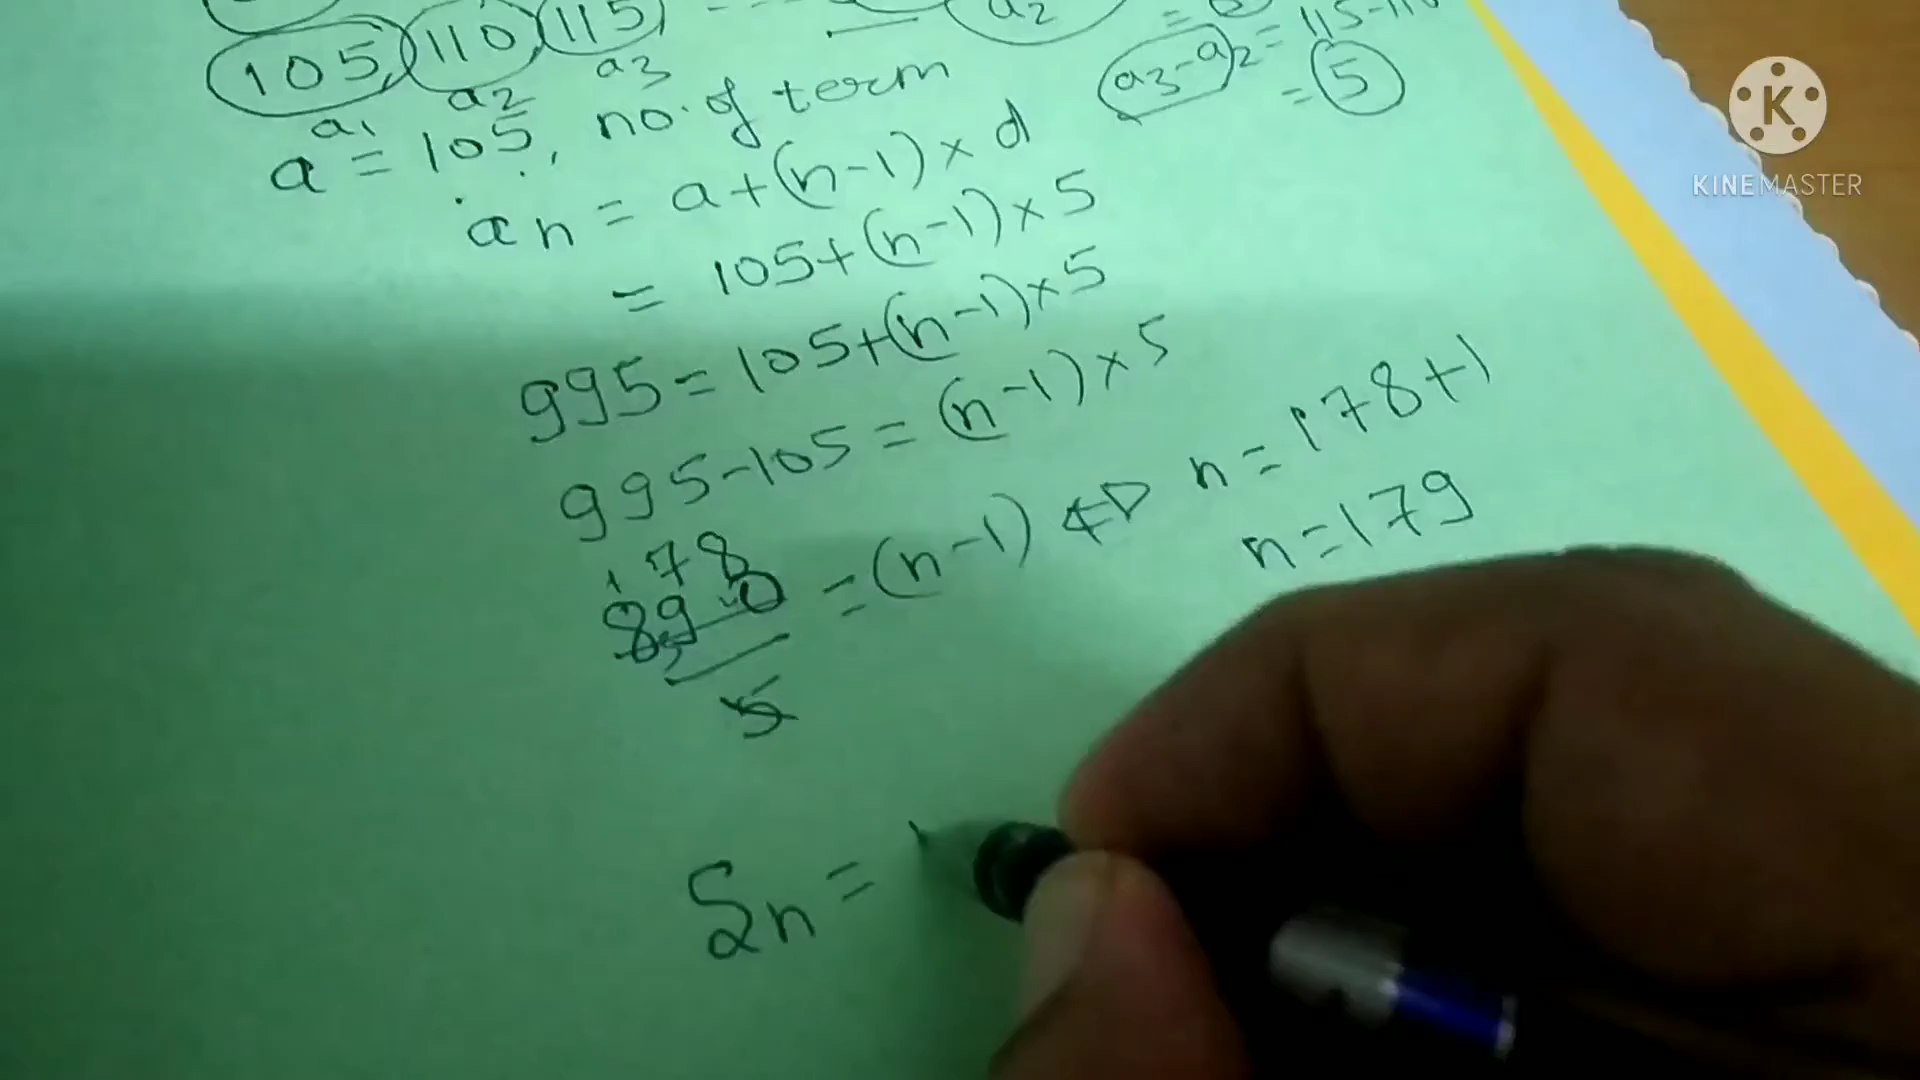 105, 110, 115, - -
a1 a2 a3
a2
= 115-110
a3-a2 = 5
a = 105, no. of term
an = a+(n-1)× d
= 105+(n-1)×5
995=105+(n-1)×5
995-105=(n-1)×5
178
890/5 =(n-1) ⇔ n=178+1
n=179
Sn=
K
KINEMASTER